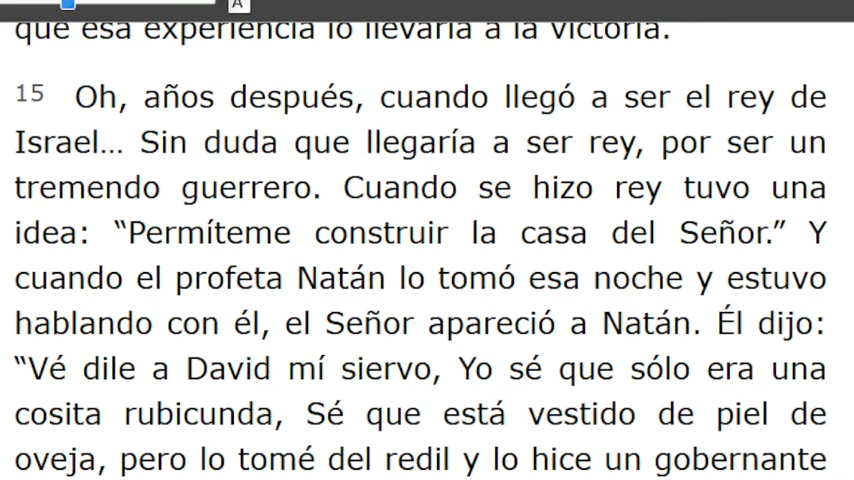 A
que esa experiencia lo llevaría a la victoria.
15 Oh, años después, cuando llegó a ser el rey de
Israel… Sin duda que llegaría a ser rey, por ser un
tremendo guerrero. Cuando se hizo rey tuvo una
idea: “Permíteme construir la casa del Señor.” Y
cuando el profeta Natán lo tomó esa noche y estuvo
hablando con él, el Señor apareció a Natán. Él dijo:
“Vé dile a David mí siervo, Yo sé que sólo era una
cosita rubicunda, Sé que está vestido de piel de
oveja, pero lo tomé del redil y lo hice un gobernante